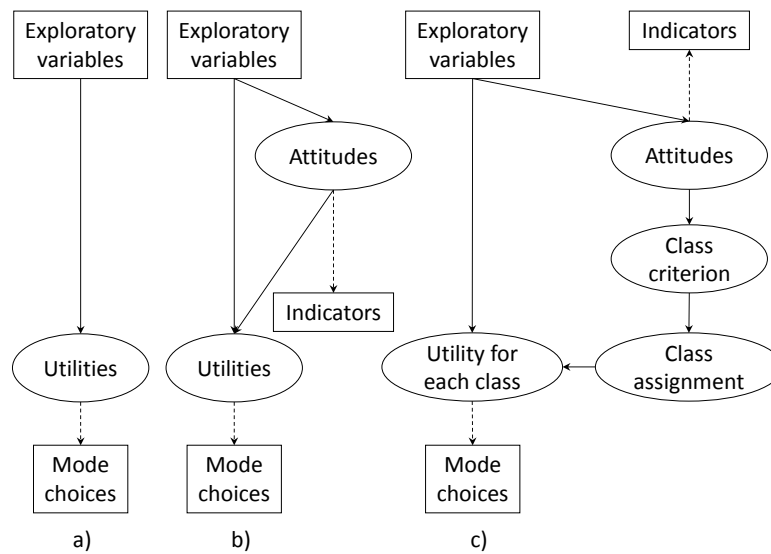 Exploratory
variables
Utilities
Mode
choices
a)
Exploratory
variables
Attitudes
Indicators
Utilities
Mode
choices
b)
Exploratory
variables
Indicators
Attitudes
Class
criterion
Class
assignment
Utility for
each class
Mode
choices
c)